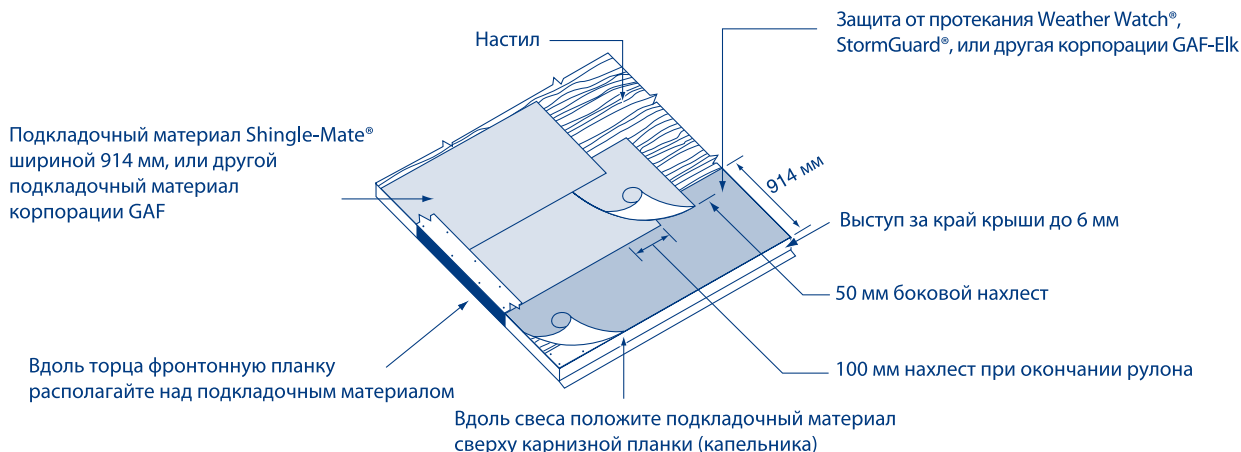 Защита от протекания Weather Watch®,
StormGuard®, или другая корпорации GAF-Elk
Настил
Подкладочный материал Shingle-Mate®
шириной 914 мм, или другой
подкладочный материал
корпорации GAF
914 мм
Выступ за край крыши до 6 мм
50 мм боковой нахлест
Вдоль торца фронтонную планку
располагайте над подкладочным материалом
100 мм нахлест при окончании рулона
Вдоль свеса положите подкладочный материал
сверху карнизной планки (капельника)